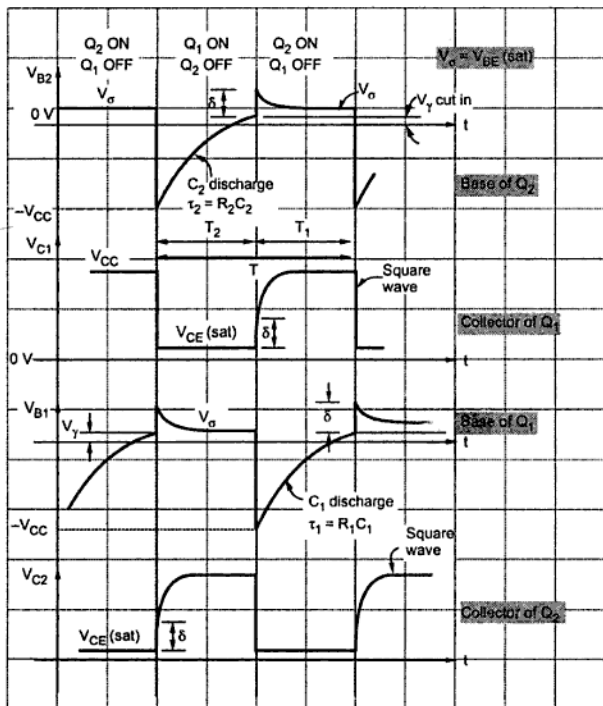 Q2 ON Q1 ON Q2 ON
Q1 OFF Q2 OFF Q1 OFF
VB2
Vσ = VBE (sat)
Vσ
δ
Vσ
Vγ cut in
0 V
t
C2 discharge
τ2 = R2C2
Base of Q2
–VCC
T2 T1
VC1
VCC
T
Square
wave
VCE (sat)
δ
Collector of Q1
0 V
t
VB1
Vγ
Vσ
δ
Base of Q1
t
C1 discharge
τ1 = R1C1
–VCC
Square
wave
VC2
VCE (sat)
δ
Collector of Q2
t